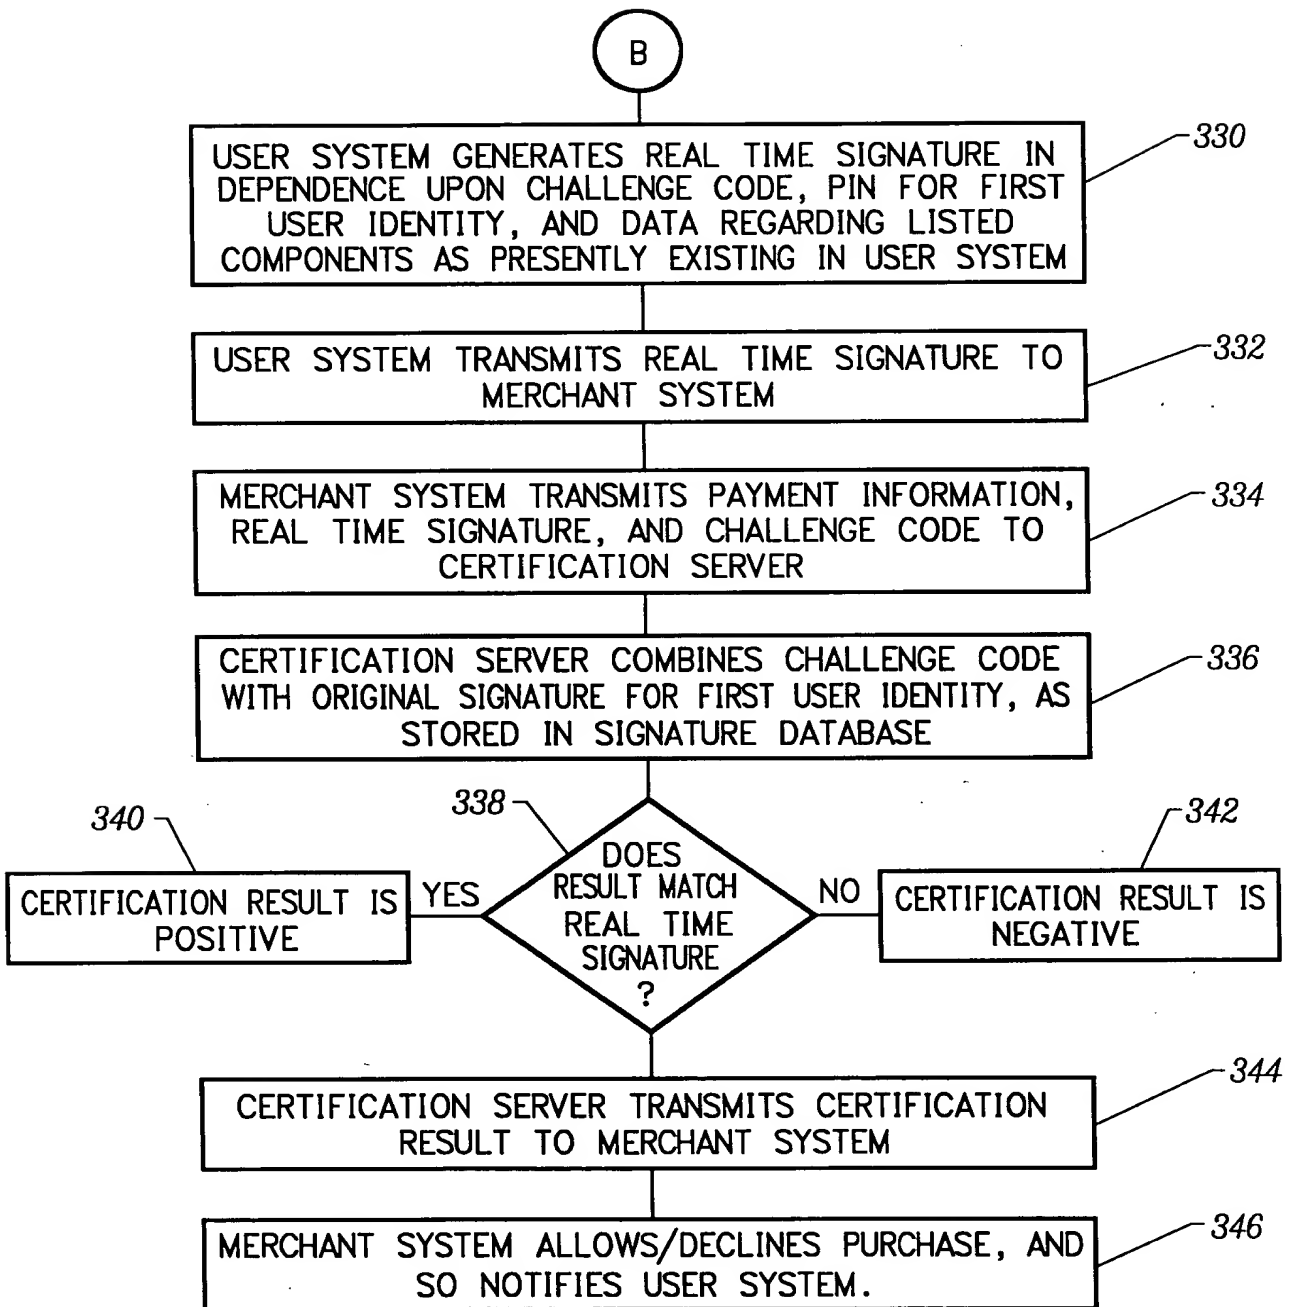 B
330
USER SYSTEM GENERATES REAL TIME SIGNATURE IN
DEPENDENCE UPON CHALLENGE CODE, PIN FOR FIRST
USER IDENTITY, AND DATA REGARDING LISTED
COMPONENTS AS PRESENTLY EXISTING IN USER SYSTEM
332
USER SYSTEM TRANSMITS REAL TIME SIGNATURE TO
MERCHANT SYSTEM
334
MERCHANT SYSTEM TRANSMITS PAYMENT INFORMATION,
REAL TIME SIGNATURE, AND CHALLENGE CODE TO
CERTIFICATION SERVER
336
CERTIFICATION SERVER COMBINES CHALLENGE CODE
WITH ORIGINAL SIGNATURE FOR FIRST USER IDENTITY, AS
STORED IN SIGNATURE DATABASE
338
DOES
RESULT MATCH
REAL TIME
SIGNATURE
?
340
YES
CERTIFICATION RESULT IS
POSITIVE
342
NO
CERTIFICATION RESULT IS
NEGATIVE
344
CERTIFICATION SERVER TRANSMITS CERTIFICATION
RESULT TO MERCHANT SYSTEM
346
MERCHANT SYSTEM ALLOWS/DECLINES PURCHASE, AND
SO NOTIFIES USER SYSTEM.